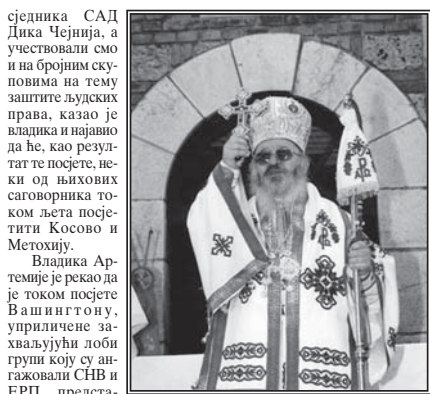 сједника САД
Дика Чејнија, а
учествовали смо
и на бројним ску-
повима на тему
заштите људских
права, казао је
владика и најавио
да ће, као резул-
тат те посјете, не-
ки од њихових
саговорника то-
ком љета посје-
тити Косово и
Метохију.
Владика Ар-
темије је рекао да
је током посјете
Вашингтону,
уприличене за-
хваљујући лоби
групи коју су ан-
гажовали СНВ и
ЕРП, предста-